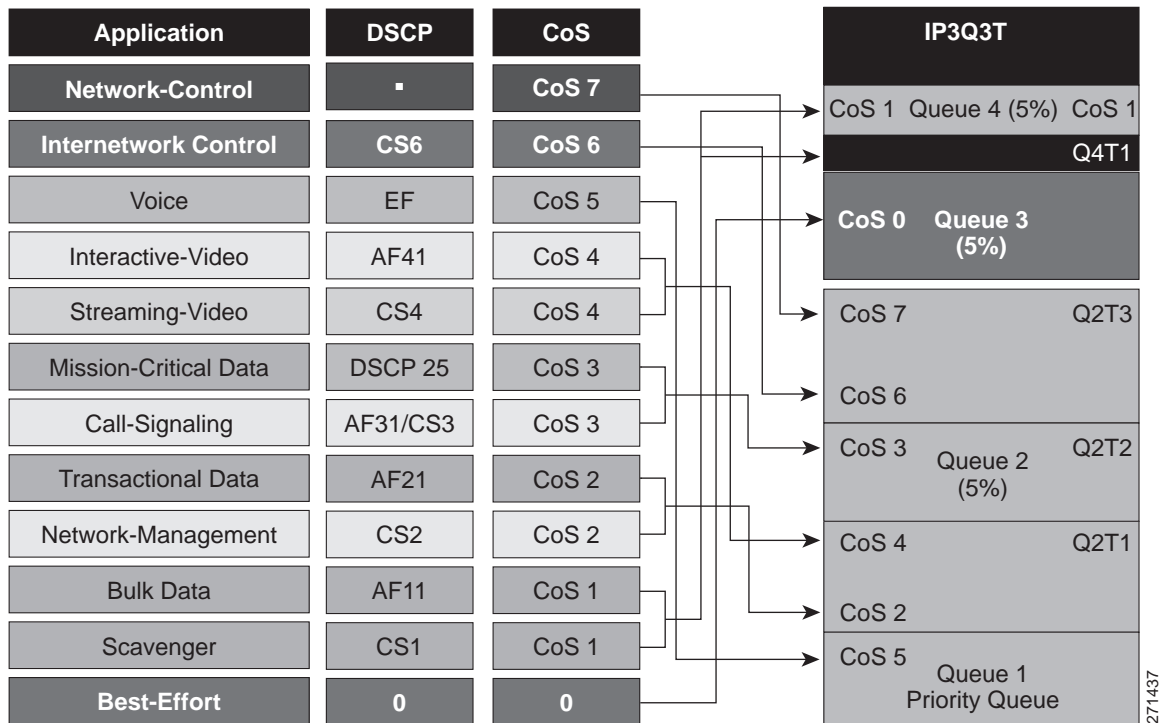 Application DSCP CoS
Network-Control - CoS 7
Internetwork Control CS6 CoS 6
Voice EF CoS 5
Interactive-Video AF41 CoS 4
Streaming-Video CS4 CoS 4
Mission-Critical Data DSCP 25 CoS 3
Call-Signaling AF31/CS3 CoS 3
Transactional Data AF21 CoS 2
Network-Management CS2 CoS 2
Bulk Data AF11 CoS 1
Scavenger CS1 CoS 1
Best-Effort 0 0
IP3Q3T
CoS 1 Queue 4 (5%) CoS 1
Q4T1
CoS 0 Queue 3
(5%)
CoS 7 Q2T3
CoS 6
CoS 3 Queue 2 Q2T2
(5%)
CoS 4 Q2T1
CoS 2
CoS 5 Queue 1
Priority Queue
271437